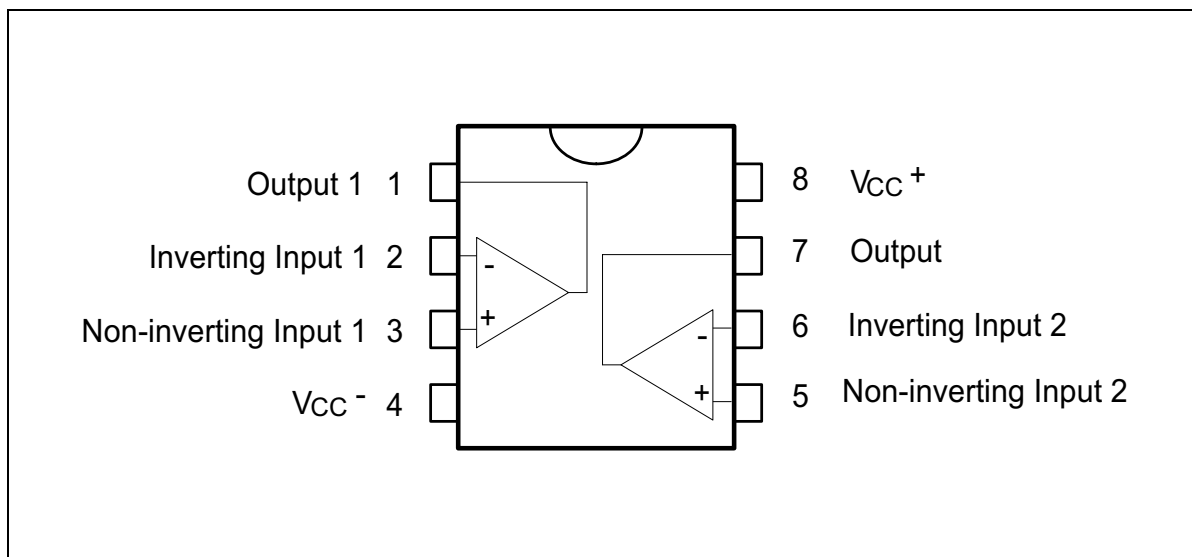 Output 1 1
Inverting Input 1 2
Non-inverting Input 1 3
VCC - 4
-
+
-
+
8 VCC +
7 Output
6 Inverting Input 2
5 Non-inverting Input 2